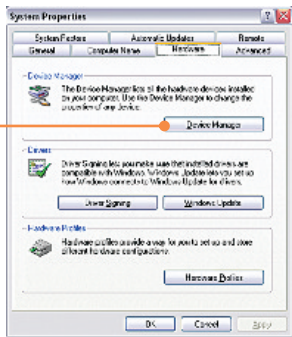 System Properties
System Restore
Automatic Updates
Remote
General
Computer Name
Hardware
Advanced
Device Manager
The Device Manager lists all the hardware devices installed
on your computer. Use the Device Manager to change the
properties of any device.
Device Manager
Drivers
Driver Signing lets you make sure that installed drivers are
compatible with Windows. Windows Update lets you set up
how Windows connects to Windows Update for drivers.
Driver Signing
Windows Update
Hardware Profiles
Hardware profiles provide a way for you to set up and store
different hardware configurations.
Hardware Profiles
OK
Cancel
Apply